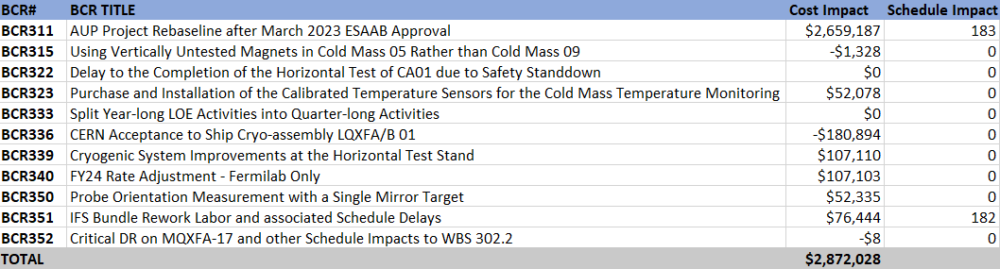 BCR# BCR TITLE Cost Impact Schedule Impact
BCR311 AUP Project Rebaseline after March 2023 ESAAB Approval $2,659,187 183
BCR315 Using Vertically Untested Magnets in Cold Mass 05 Rather than Cold Mass 09 -$1,328 0
BCR322 Delay to the Completion of the Horizontal Test of CA01 due to Safety Standdown $0 0
BCR323 Purchase and Installation of the Calibrated Temperature Sensors for the Cold Mass Temperature Monitoring $52,078 0
BCR333 Split Year-long LOE Activities into Quarter-long Activities $0 0
BCR336 CERN Acceptance to Ship Cryo-assembly LQXFA/B 01 -$180,894 0
BCR339 Cryogenic System Improvements at the Horizontal Test Stand $107,110 0
BCR340 FY24 Rate Adjustment - Fermilab Only $107,103 0
BCR350 Probe Orientation Measurement with a Single Mirror Target $52,335 0
BCR351 IFS Bundle Rework Labor and associated Schedule Delays $76,444 182
BCR352 Critical DR on MQXFA-17 and other Schedule Impacts to WBS 302.2 -$8 0
TOTAL $2,872,028